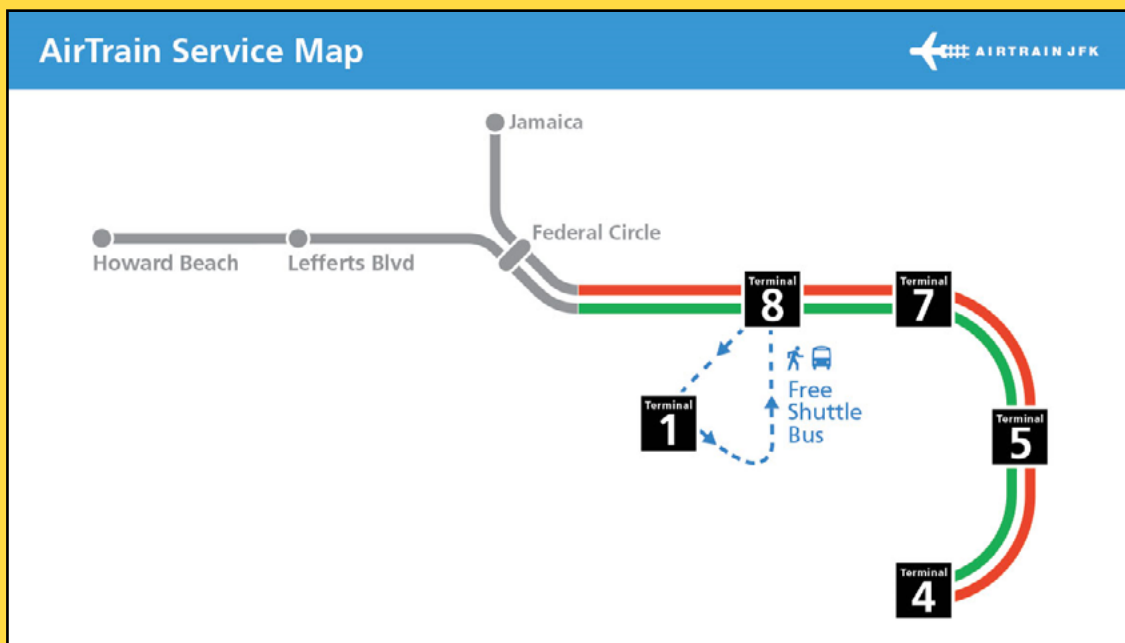 AirTrain Service Map
AIRTRAIN JFK
Jamaica
Federal Circle
Howard Beach
Lefferts Blvd
Terminal
8
Terminal
7
Free
Shuttle
Bus
Terminal
1
Terminal
5
Terminal
4